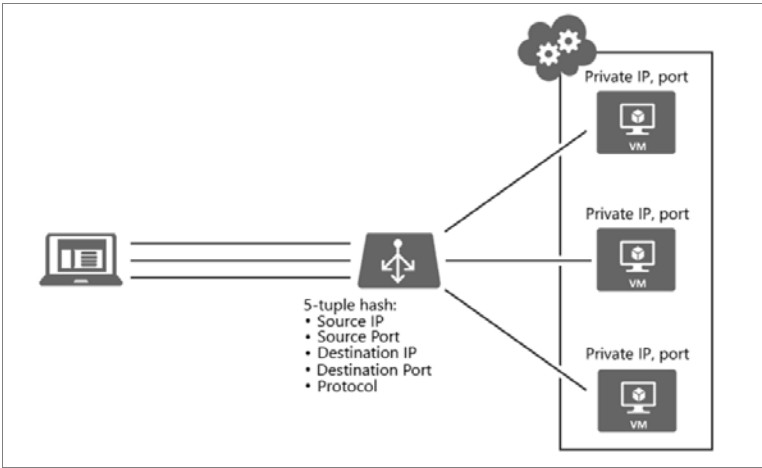 Private IP, port
VM
Private IP, port
VM
5-tuple hash:
• Source IP
• Source Port
• Destination IP
• Destination Port
• Protocol
Private IP, port
VM